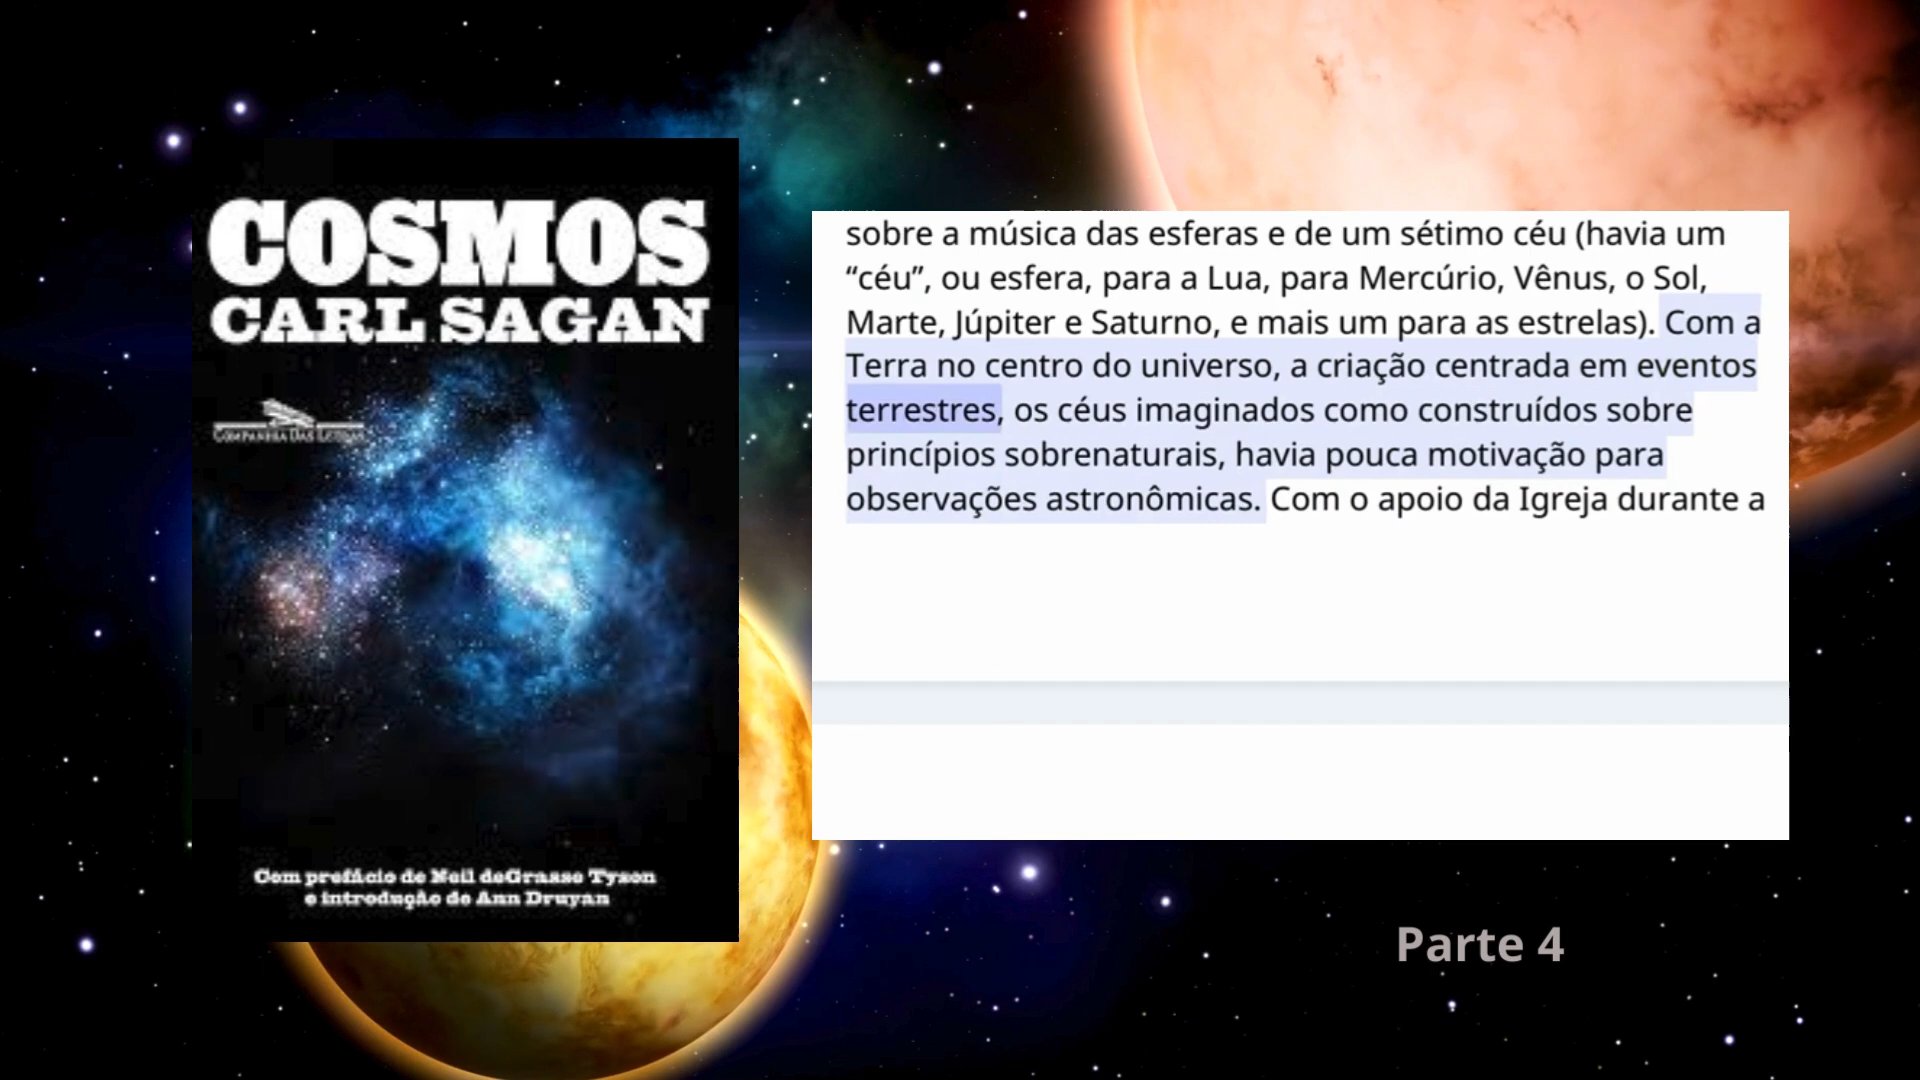 COSMOS
CARL SAGAN
COMPANHIA DAS LETRAS
Com prefácio de Neil deGrasse Tyson
e introdução de Ann Druyan
sobre a música das esferas e de um sétimo céu (havia um
“céu”, ou esfera, para a Lua, para Mercúrio, Vênus, o Sol,
Marte, Júpiter e Saturno, e mais um para as estrelas). Com a
Terra no centro do universo, a criação centrada em eventos
terrestres, os céus imaginados como construídos sobre
princípios sobrenaturais, havia pouca motivação para
observações astronômicas. Com o apoio da Igreja durante a
Parte 4